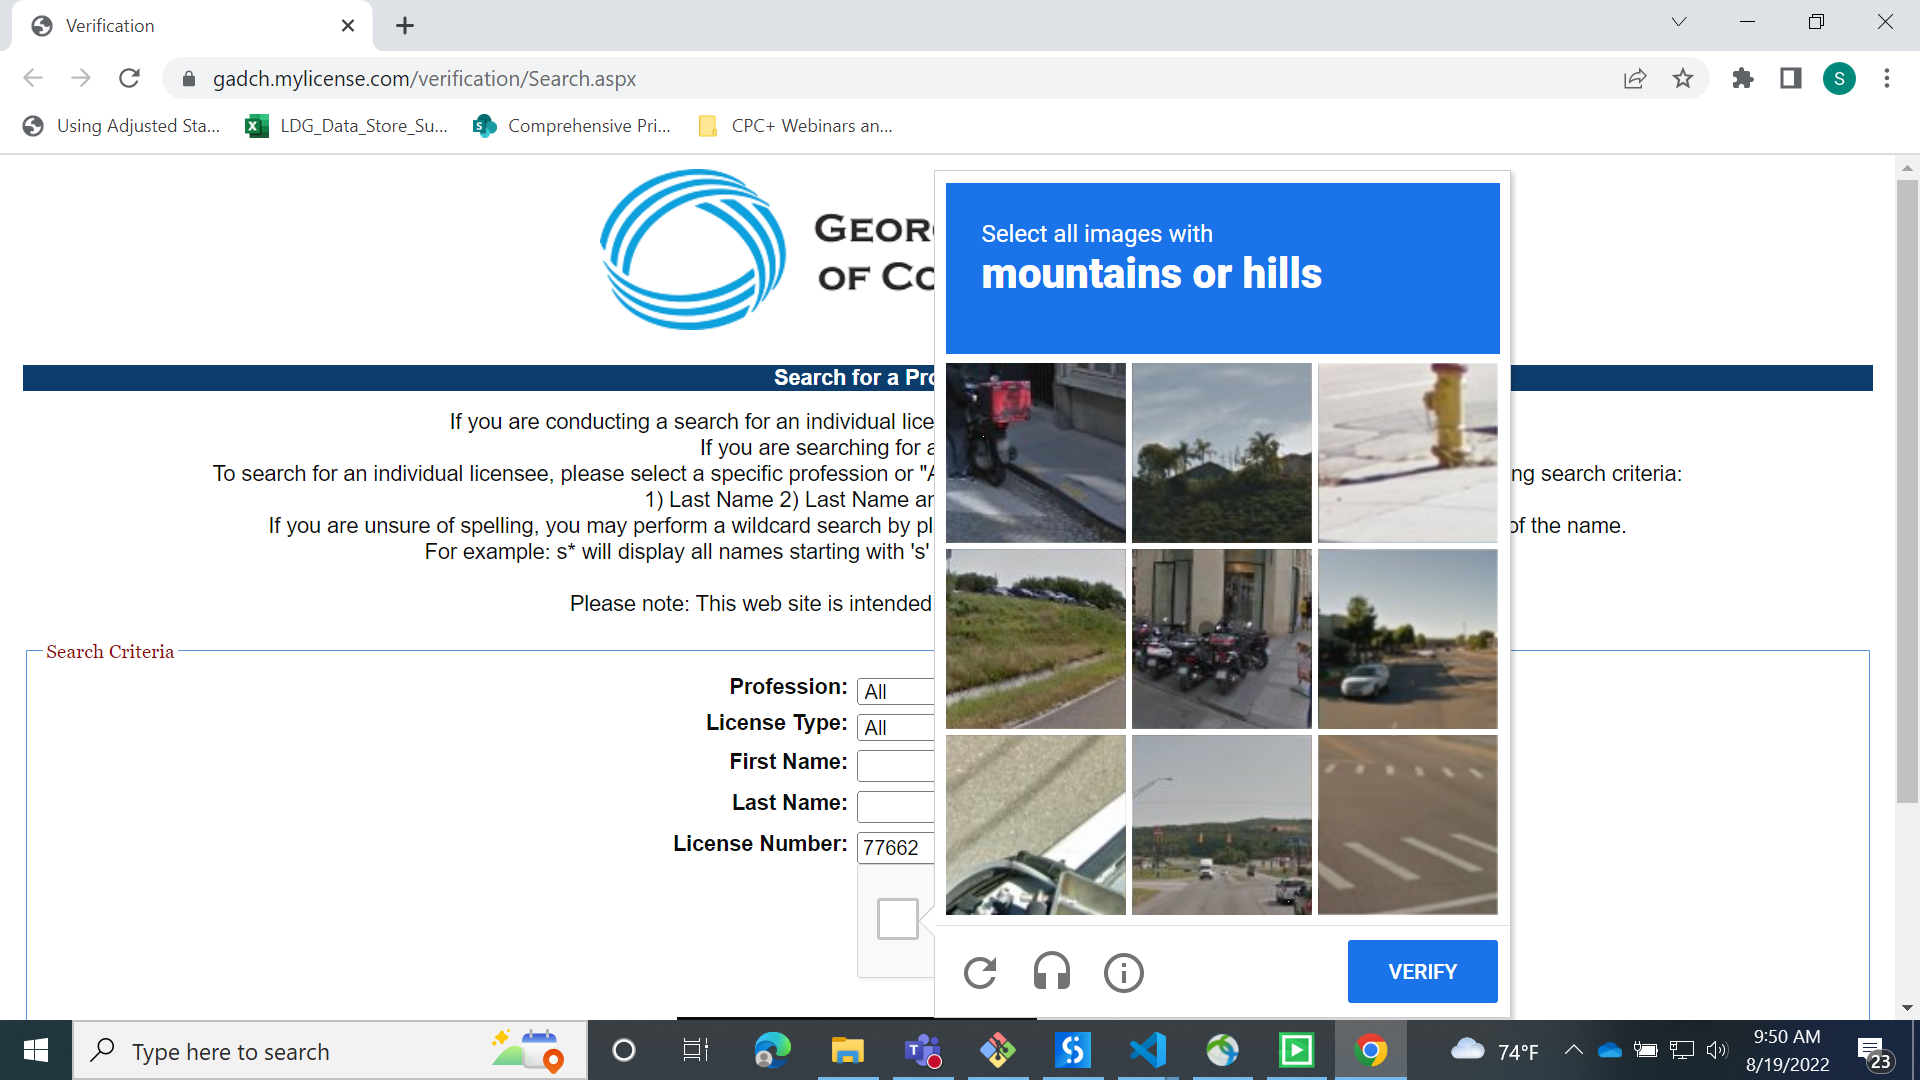 Verification
gadch.mylicense.com/verification/Search.aspx
S
Using Adjusted Sta...
LDG_Data_Store_Su...
Comprehensive Pri...
CPC+ Webinars an...
GEOR
OF CO
Search for a Pro
If you are conducting a search for an individual lice
If you are searching for a
To search for an individual licensee, please select a specific profession or "A
ng search criteria:
1) Last Name 2) Last Name an
If you are unsure of spelling, you may perform a wildcard search by pl
of the name.
For example: s* will display all names starting with 's'
Please note: This web site is intended
Search Criteria
Profession: All
License Type: All
First Name:
Last Name:
License Number: 77662
Select all images with
mountains or hills
VERIFY
Type here to search
74°F
9:50 AM
8/19/2022
23